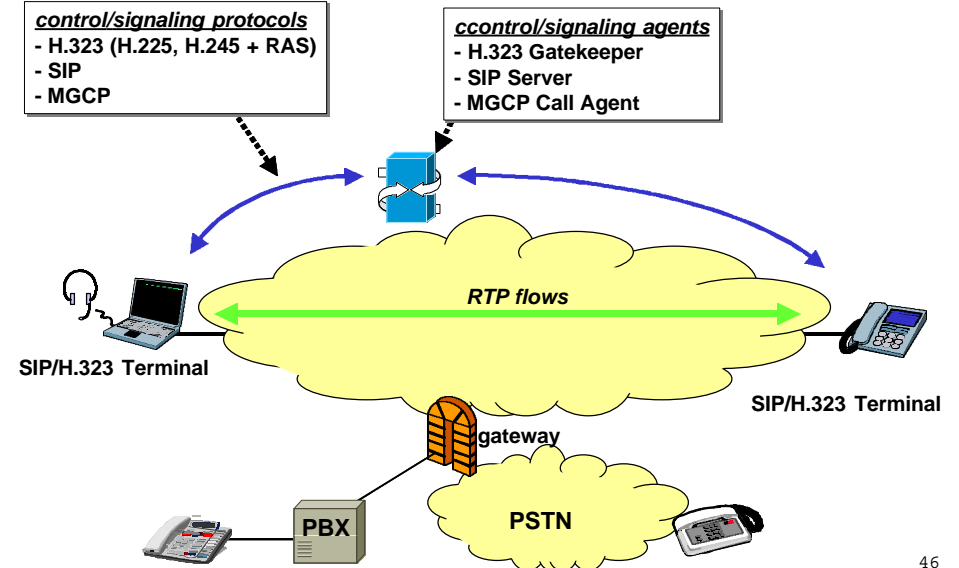 control/signaling protocols
- H.323 (H.225, H.245 + RAS)
- SIP
- MGCP
ccontrol/signaling agents
- H.323 Gatekeeper
- SIP Server
- MGCP Call Agent
RTP flows
SIP/H.323 Terminal
SIP/H.323 Terminal
gateway
PBX
PSTN
46